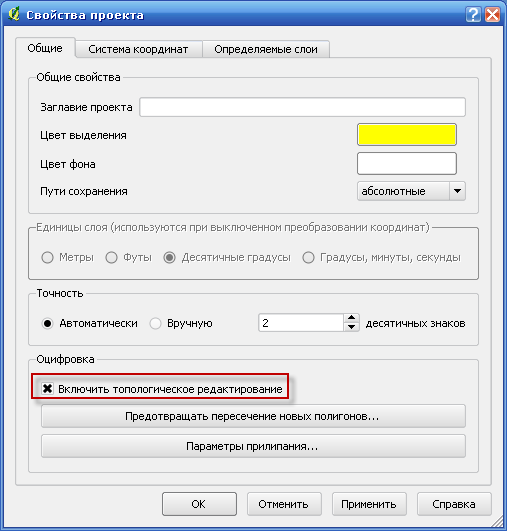 Свойства проекта
Общие
Система координат
Определяемые слои
Общие свойства
Заглавие проекта
Цвет выделения
Цвет фона
Пути сохранения
абсолютные
Единицы слоя (используются при выключенном преобразовании координат)
Метры
Футы
Десятичные градусы
Градусы, минуты, секунды
Точность
Автоматически
Вручную
2
десятичных знаков
Оцифровка
Включить топологическое редактирование
Предотвращать пересечение новых полигонов...
Параметры прилипания...
OK
Отменить
Применить
Справка